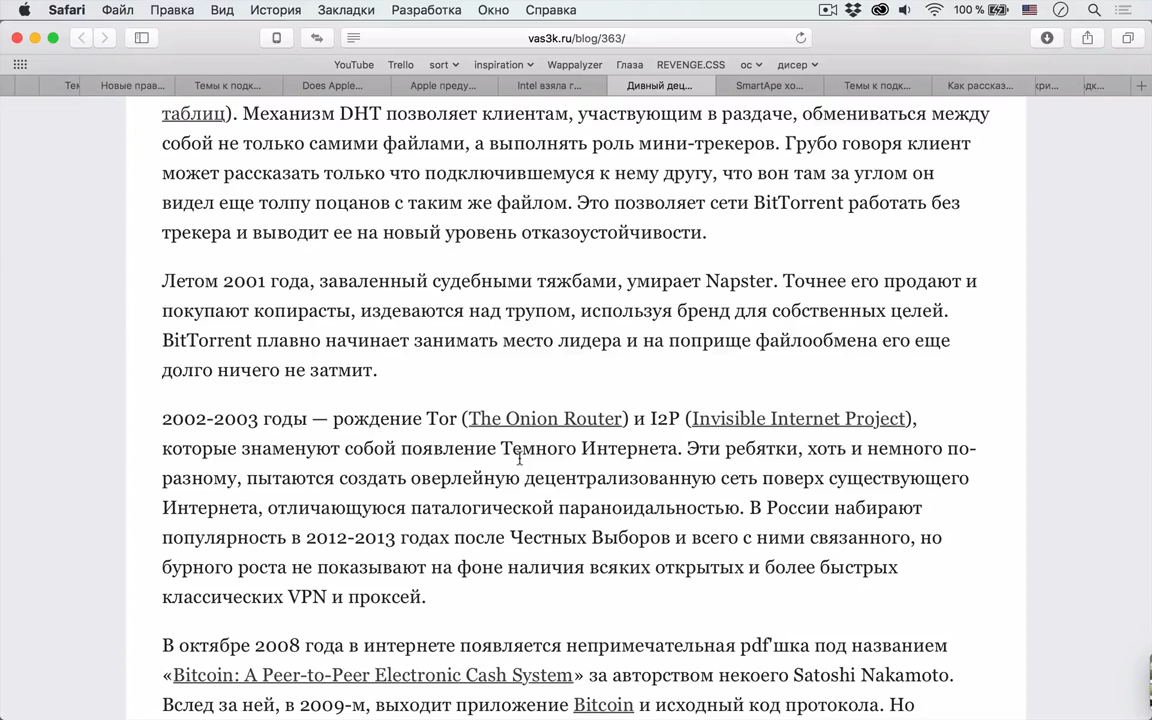 Safari Файл Правка Вид История Закладки Разработка Окно Справка 100 %
vas3k.ru/blog/363/
YouTube Trello sort inspiration Wappalyzer Глаза REVENGE.CSS ос дисер
Тем Новые прав... Темы к подк... Does Apple... Apple преду... Intel взяла г... Дивный дец... SmartApe хо... Темы к подк... Как рассказ... кри... дк...
таблиц). Механизм DHT позволяет клиентам, участвующим в раздаче, обмениваться между
собой не только самими файлами, а выполнять роль мини-трекеров. Грубо говоря клиент
может рассказать только что подключившемуся к нему другу, что вон там за углом он
видел еще толпу поцанов с таким же файлом. Это позволяет сети BitTorrent работать без
трекера и выводит ее на новый уровень отказоустойчивости.
Летом 2001 года, заваленный судебными тяжбами, умирает Napster. Точнее его продают и
покупают копирасты, издеваются над трупом, используя бренд для собственных целей.
BitTorrent плавно начинает занимать место лидера и на поприще файлообмена его еще
долго ничего не затмит.
2002-2003 годы — рождение Tor (The Onion Router) и I2P (Invisible Internet Project),
которые знаменуют собой появление Темного Интернета. Эти ребятки, хоть и немного по-
разному, пытаются создать оверлейную децентрализованную сеть поверх существующего
Интернета, отличающуюся паталогической параноидальностью. В России набирают
популярность в 2012-2013 годах после Честных Выборов и всего с ними связанного, но
бурного роста не показывают на фоне наличия всяких открытых и более быстрых
классических VPN и проксей.
В октябре 2008 года в интернете появляется непримечательная pdf'шка под названием
«Bitcoin: A Peer-to-Peer Electronic Cash System» за авторством некоего Satoshi Nakamoto.
Вслед за ней, в 2009-м, выходит приложение Bitcoin и исходный код протокола. Но